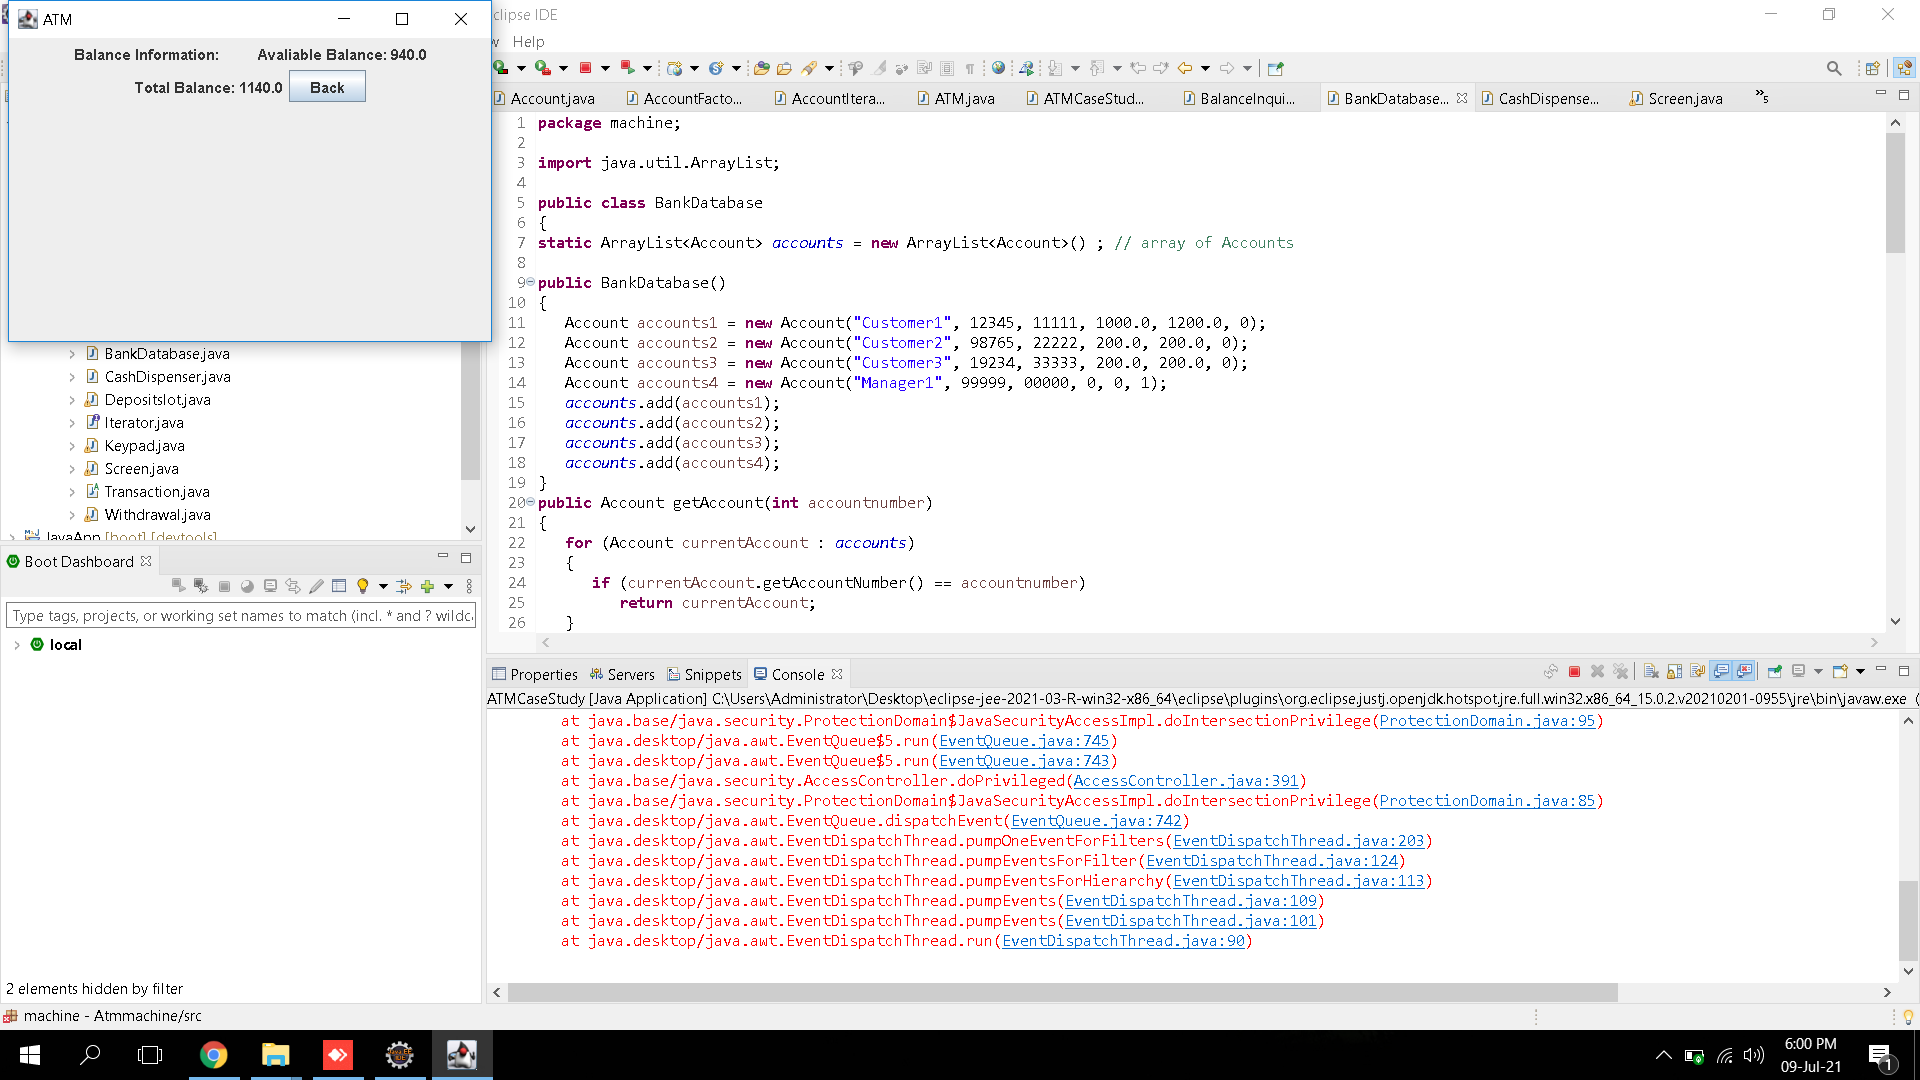 ATM
Balance Information: Avaliable Balance: 940.0
Total Balance: 1140.0 Back
clipse IDE
w Help
Account.java AccountFacto... AccountItera... ATM.java ATMCaseStud... BalanceInqui... BankDatabase... CashDispense... Screen.java »5
1 package machine;
2
3 import java.util.ArrayList;
4
5 public class BankDatabase
6 {
7 static ArrayList<Account> accounts = new ArrayList<Account>() ; // array of Accounts
8
9 public BankDatabase()
10 {
11 Account accounts1 = new Account("Customer1", 12345, 11111, 1000.0, 1200.0, 0);
12 Account accounts2 = new Account("Customer2", 98765, 22222, 200.0, 200.0, 0);
13 Account accounts3 = new Account("Customer3", 19234, 33333, 200.0, 200.0, 0);
14 Account accounts4 = new Account("Manager1", 99999, 00000, 0, 0, 1);
15 accounts.add(accounts1);
16 accounts.add(accounts2);
17 accounts.add(accounts3);
18 accounts.add(accounts4);
19 }
20 public Account getAccount(int accountnumber)
21 {
22 for (Account currentAccount : accounts)
23 {
24 if (currentAccount.getAccountNumber() == accountnumber)
25 return currentAccount;
26 }
BankDatabase.java
CashDispenser.java
Depositslot.java
Iterator.java
Keypad.java
Screen.java
Transaction.java
Withdrawal.java
JavaApp [boot] [devtools]
Boot Dashboard
Type tags, projects, or working set names to match (incl. * and ? wildca
local
2 elements hidden by filter
Properties Servers Snippets Console
ATMCaseStudy [Java Application] C:\Users\Administrator\Desktop\eclipse-jee-2021-03-R-win32-x86_64\eclipse\plugins\org.eclipse.justj.openjdk.hotspot.jre.full.win32.x86_64_15.0.2.v20210201-0955\jre\bin\javaw.exe (
at java.base/java.security.ProtectionDomain$JavaSecurityAccessImpl.doIntersectionPrivilege(ProtectionDomain.java:95)
at java.desktop/java.awt.EventQueue$5.run(EventQueue.java:745)
at java.desktop/java.awt.EventQueue$5.run(EventQueue.java:743)
at java.base/java.security.AccessController.doPrivileged(AccessController.java:391)
at java.base/java.security.ProtectionDomain$JavaSecurityAccessImpl.doIntersectionPrivilege(ProtectionDomain.java:85)
at java.desktop/java.awt.EventQueue.dispatchEvent(EventQueue.java:742)
at java.desktop/java.awt.EventDispatchThread.pumpOneEventForFilters(EventDispatchThread.java:203)
at java.desktop/java.awt.EventDispatchThread.pumpEventsForFilter(EventDispatchThread.java:124)
at java.desktop/java.awt.EventDispatchThread.pumpEventsForHierarchy(EventDispatchThread.java:113)
at java.desktop/java.awt.EventDispatchThread.pumpEvents(EventDispatchThread.java:109)
at java.desktop/java.awt.EventDispatchThread.pumpEvents(EventDispatchThread.java:101)
at java.desktop/java.awt.EventDispatchThread.run(EventDispatchThread.java:90)
machine - Atmmachine/src
6:00 PM
09-Jul-21
1